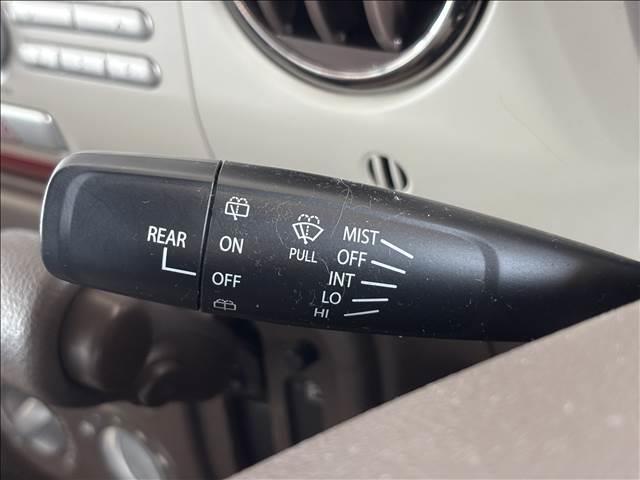 REAR
ON
OFF
PULL
MIST
OFF
INT
LO
HI